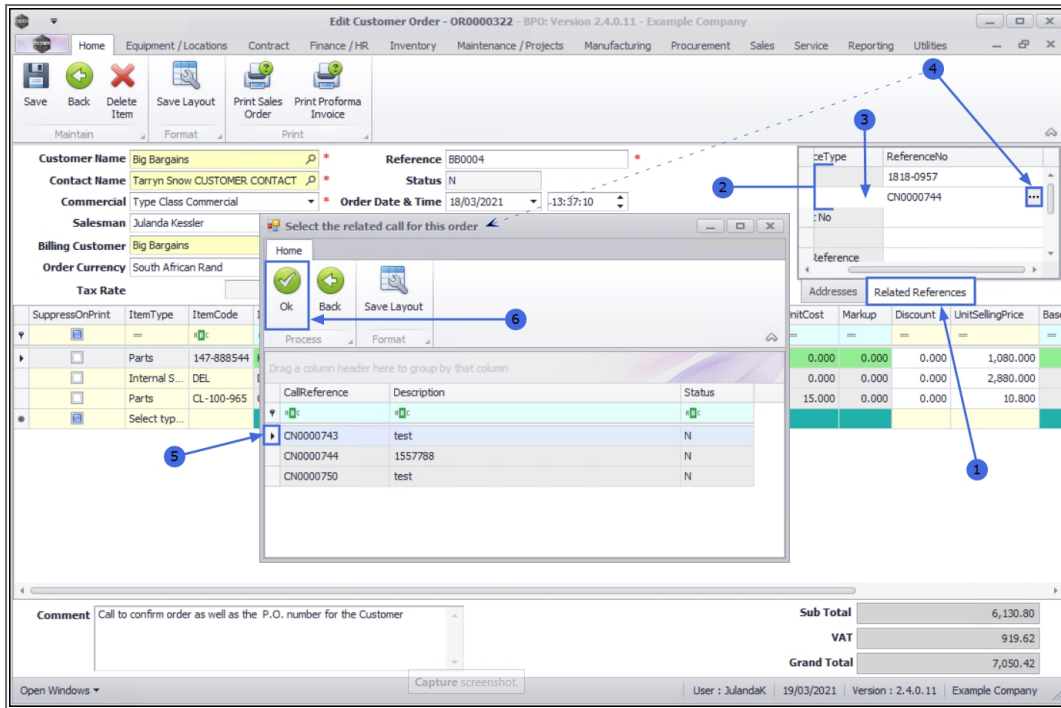 Edit Customer Order - OR0000322 - BPO: Version 2.4.0.11 - Example Company
Home Equipment / Locations Contract Finance / HR Inventory Maintenance / Projects Manufacturing Procurement Sales Service Reporting Utilities
4
Save Back Delete Item Save Layout Print Sales Order Print Proforma Invoice
Maintain Format Print
3
Customer Name Big Bargains * Reference BB0004 *
ceType ReferenceNo
Contact Name Tarryn Snow CUSTOMER CONTACT * Status N
1818-0957
2
Commercial Type Class Commercial * Order Date & Time 18/03/2021 13:37:10
CN0000744 ...
Salesman Julanda Kessler
t No
Billing Customer Big Bargains
Order Currency South African Rand
Reference
Tax Rate
Addresses Related References
Select the related call for this order
Home
Ok Back Save Layout
6
Process Format
Drag a column header here to group by that column
CallReference Description Status
CN0000743 test N
CN0000744 1557788 N
CN0000750 test N
5
1
SuppressOnPrint ItemType ItemCode
nitCost Markup Discount UnitSellingPrice Base
Parts 147-888544 0.000 0.000 0.000 1,080.000
Internal S... DEL 0.000 0.000 0.000 2,880.000
Parts CL-100-965 15.000 0.000 0.000 10.800
Select typ...
Comment Call to confirm order as well as the P.O. number for the Customer
Sub Total 6,130.80
VAT 919.62
Grand Total 7,050.42
Capture screenshot.
Open Windows User : JulandaK 19/03/2021 Version : 2.4.0.11 Example Company